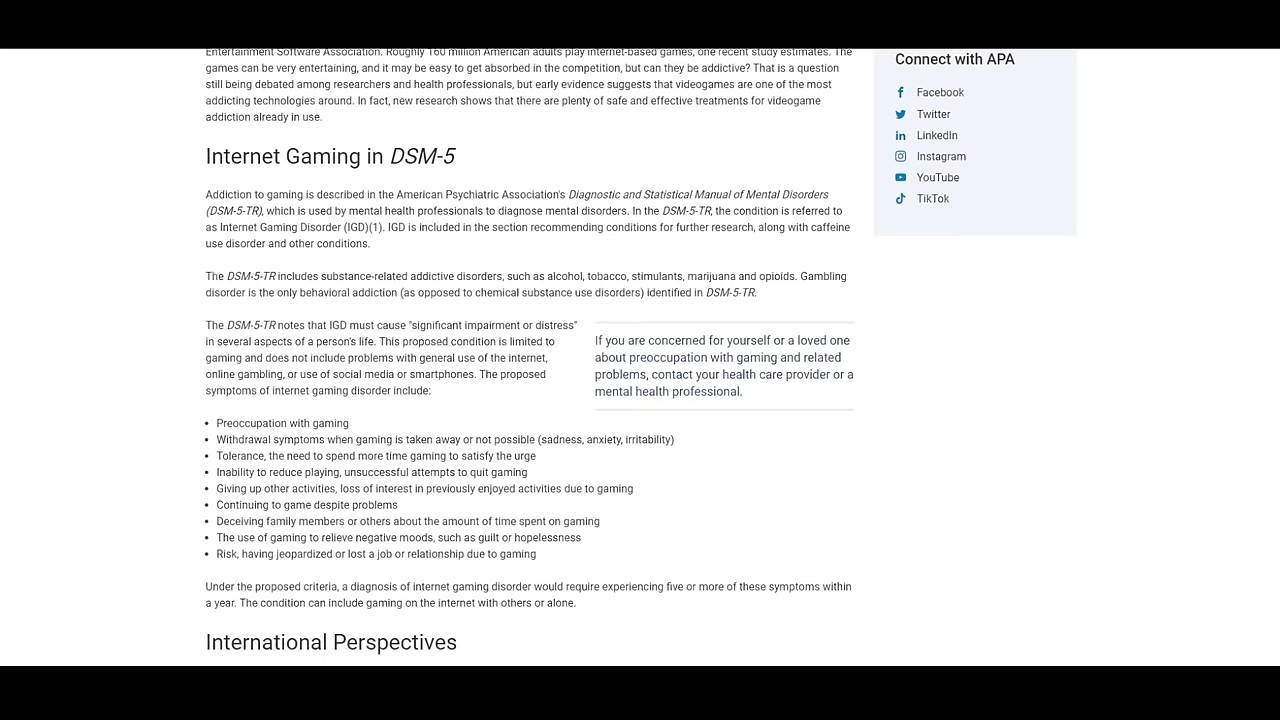 Entertainment Software Association. Roughly 160 million American adults play internet-based games, one recent study estimates. The
games can be very entertaining, and it may be easy to get absorbed in the competition, but can they be addictive? That is a question
still being debated among researchers and health professionals, but early evidence suggests that videogames are one of the most
addicting technologies around. In fact, new research shows that there are plenty of safe and effective treatments for videogame
addiction already in use.
Internet Gaming in DSM-5
Addiction to gaming is described in the American Psychiatric Association's Diagnostic and Statistical Manual of Mental Disorders
(DSM-5-TR), which is used by mental health professionals to diagnose mental disorders. In the DSM-5-TR, the condition is referred to
as Internet Gaming Disorder (IGD)(1). IGD is included in the section recommending conditions for further research, along with caffeine
use disorder and other conditions.
The DSM-5-TR includes substance-related addictive disorders, such as alcohol, tobacco, stimulants, marijuana and opioids. Gambling
disorder is the only behavioral addiction (as opposed to chemical substance use disorders) identified in DSM-5-TR.
The DSM-5-TR notes that IGD must cause "significant impairment or distress"
in several aspects of a person's life. This proposed condition is limited to
gaming and does not include problems with general use of the internet,
online gambling, or use of social media or smartphones. The proposed
symptoms of internet gaming disorder include:
If you are concerned for yourself or a loved one
about preoccupation with gaming and related
problems, contact your health care provider or a
mental health professional.
• Preoccupation with gaming
• Withdrawal symptoms when gaming is taken away or not possible (sadness, anxiety, irritability)
• Tolerance, the need to spend more time gaming to satisfy the urge
• Inability to reduce playing, unsuccessful attempts to quit gaming
• Giving up other activities, loss of interest in previously enjoyed activities due to gaming
• Continuing to game despite problems
• Deceiving family members or others about the amount of time spent on gaming
• The use of gaming to relieve negative moods, such as guilt or hopelessness
• Risk, having jeopardized or lost a job or relationship due to gaming
Under the proposed criteria, a diagnosis of internet gaming disorder would require experiencing five or more of these symptoms within
a year. The condition can include gaming on the internet with others or alone.
International Perspectives
Connect with APA
Facebook
Twitter
LinkedIn
Instagram
YouTube
TikTok